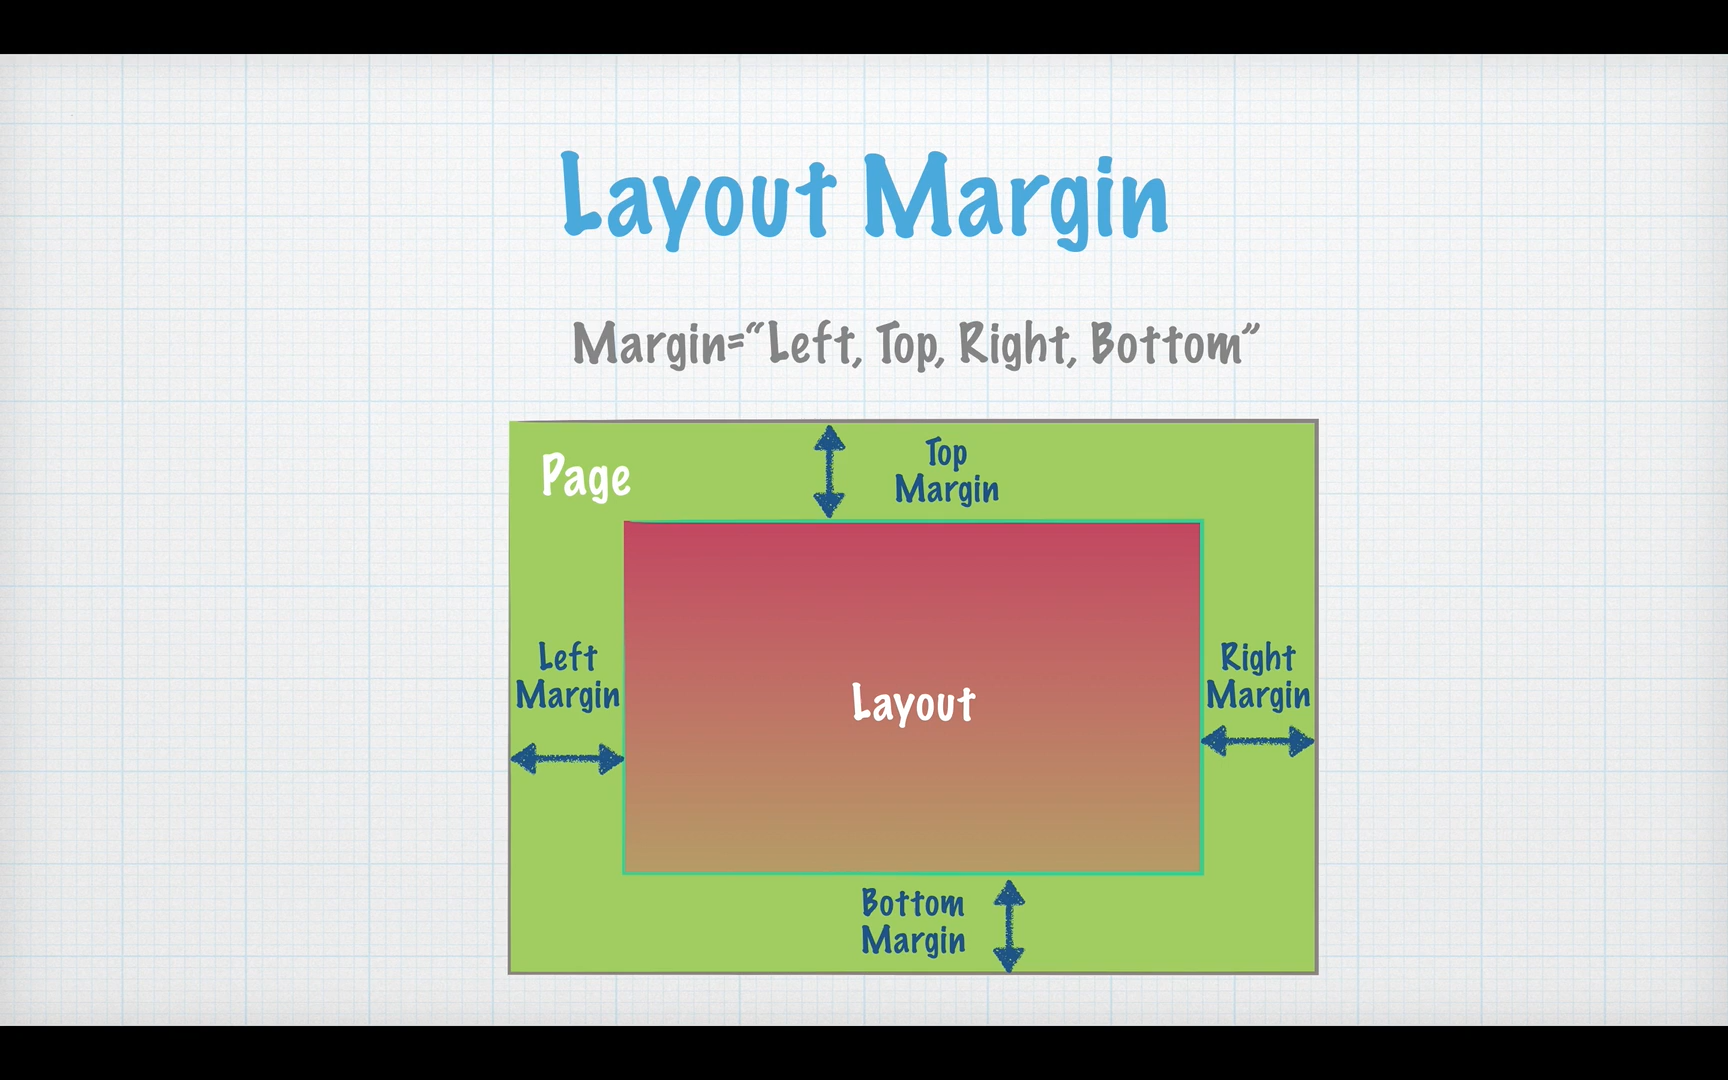 Layout Margin
Margin=“Left, Top, Right, Bottom”
Page
Top
Margin
Left
Margin
Layout
Right
Margin
Bottom
Margin